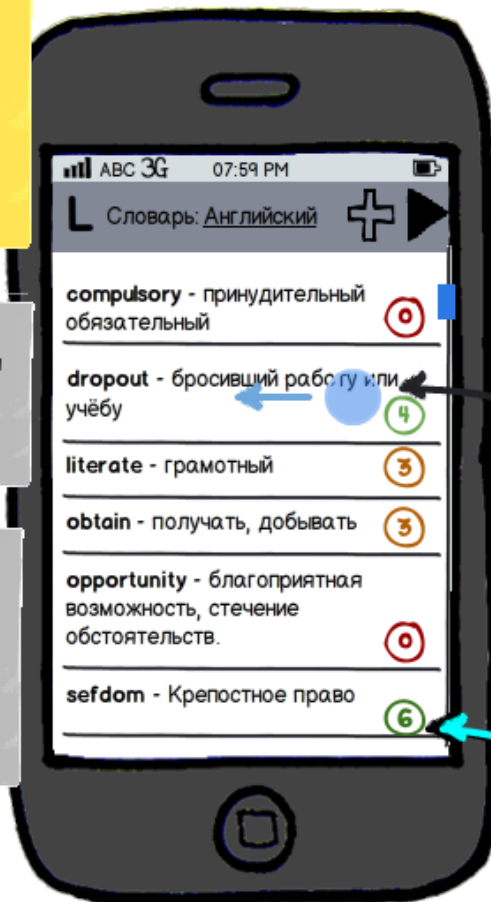 ABC 3G 07:59 PM
L Словарь: Английский
compulsory - принудительный
обязательный
0
dropout - бросивший работу или
учёбу
4
literate - грамотный 3
obtain - получать, добывать 3
opportunity - благоприятная
возможность, стечение
обстоятельств.
0
sefdom - Крепостное право
6